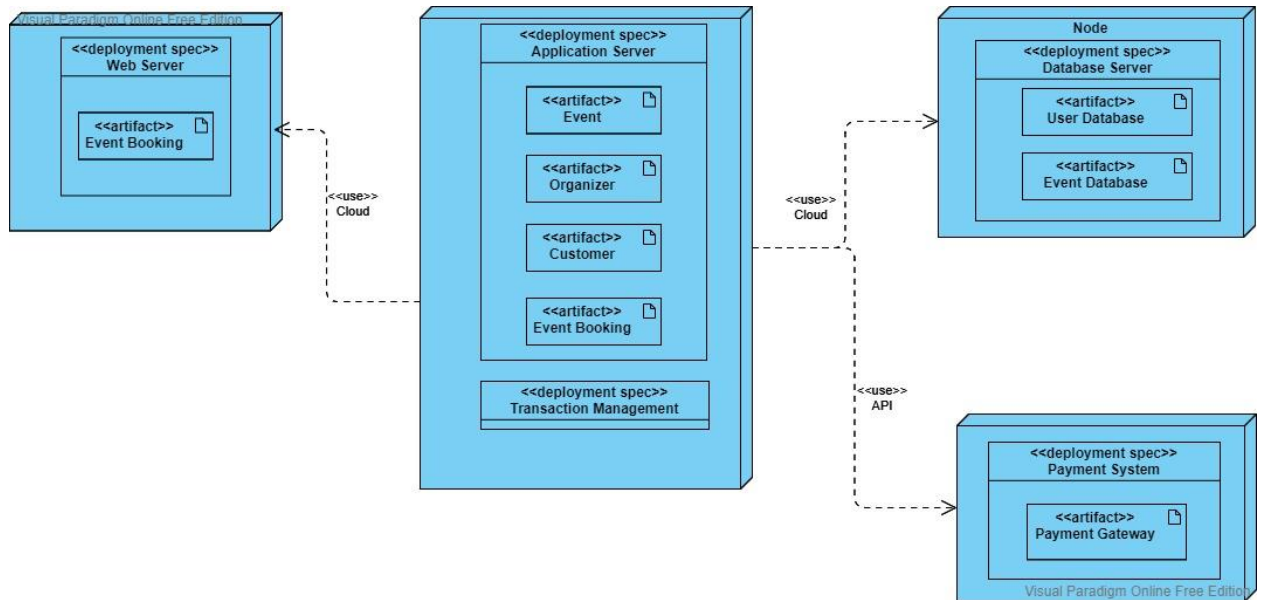 Visual Paradigm Online Free Edition
<<deployment spec>>
Web Server
<<artifact>>
Event Booking
<<use>>
Cloud
<<deployment spec>>
Application Server
<<artifact>>
Event
<<artifact>>
Organizer
<<artifact>>
Customer
<<artifact>>
Event Booking
<<deployment spec>>
Transaction Management
<<use>>
Cloud
Node
<<deployment spec>>
Database Server
<<artifact>>
User Database
<<artifact>>
Event Database
<<use>>
API
<<deployment spec>>
Payment System
<<artifact>>
Payment Gateway
Visual Paradigm Online Free Edition